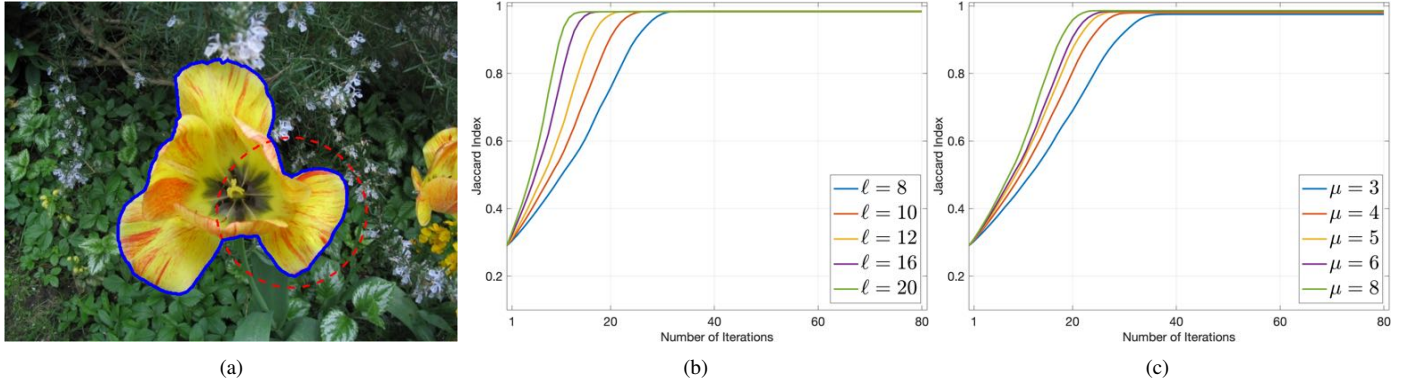 1
0.8
0.6
0.4
0.2
Jaccard Index
ℓ = 8
ℓ = 10
ℓ = 12
ℓ = 16
ℓ = 20
1 20 40 60 80
Number of Iterations
1
0.8
0.6
0.4
0.2
Jaccard Index
μ = 3
μ = 4
μ = 5
μ = 6
μ = 8
1 20 40 60 80
Number of Iterations
(a) (b) (c)